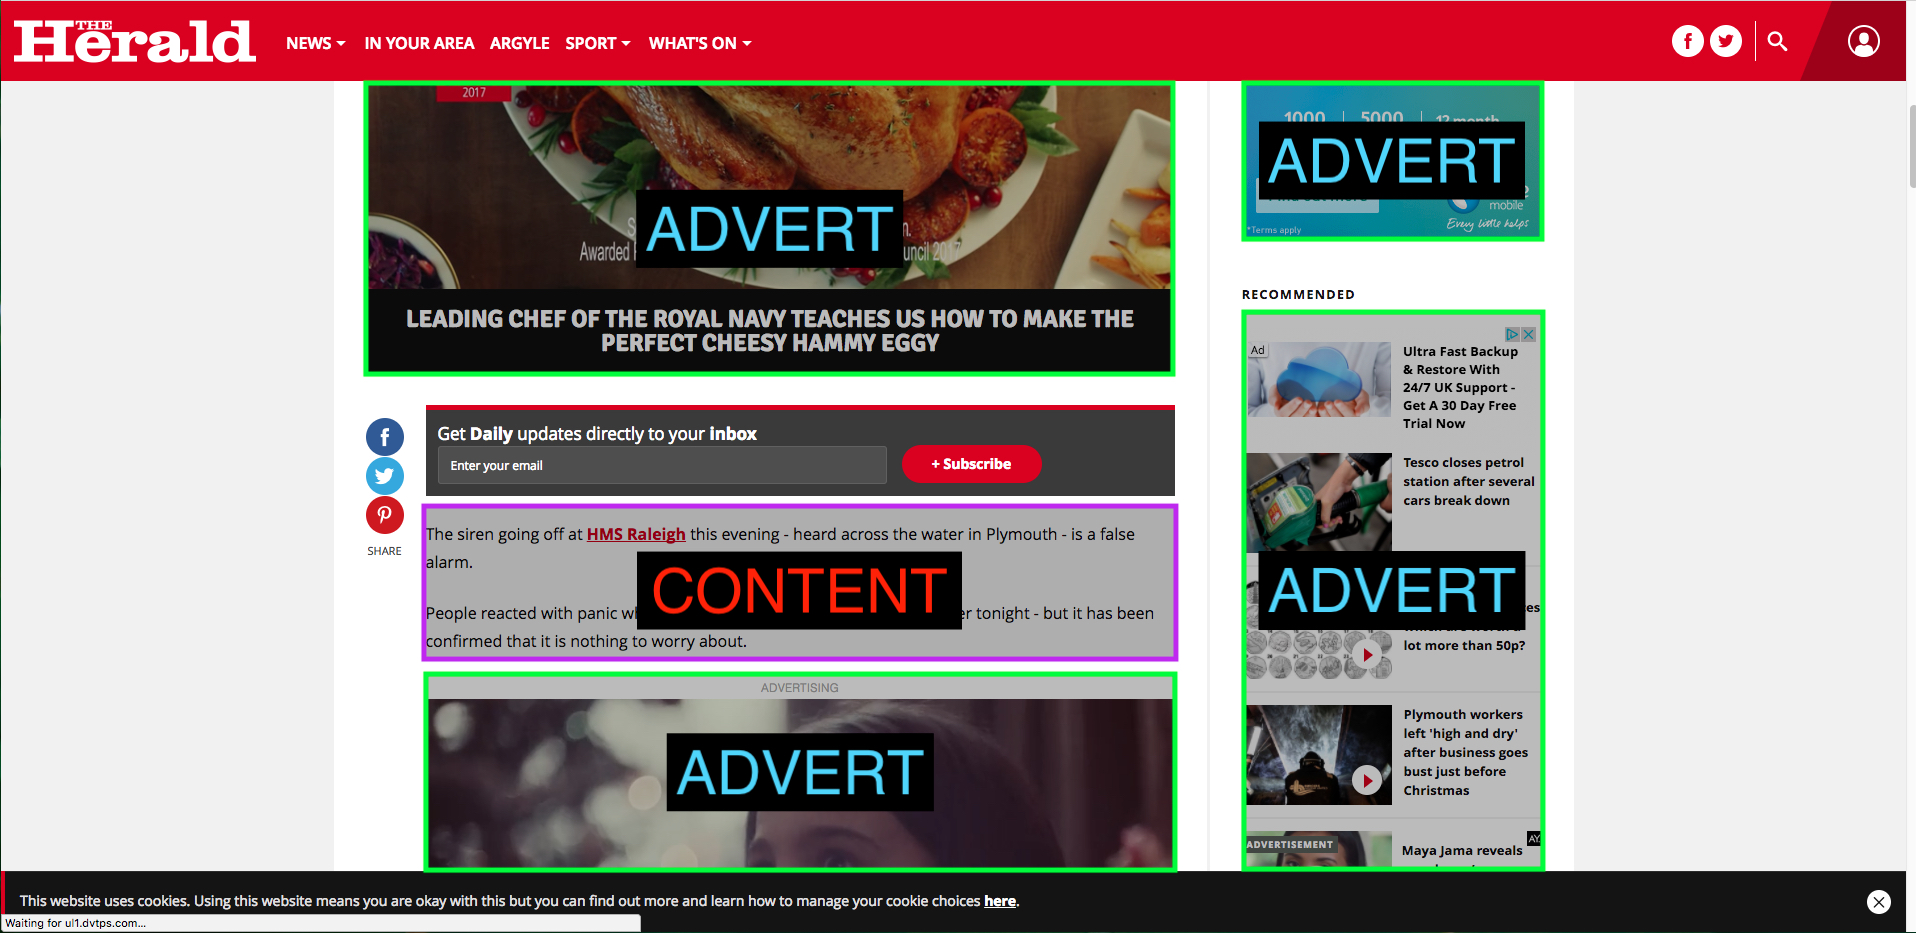 THE
Herald
NEWS IN YOUR AREA ARGYLE SPORT WHAT'S ON
2017
ADVERT
Awarded
uncil 2017
LEADING CHEF OF THE ROYAL NAVY TEACHES US HOW TO MAKE THE
PERFECT CHEESY HAMMY EGGY
Get Daily updates directly to your inbox
Enter your email
+ Subscribe
SHARE
The siren going off at HMS Raleigh this evening - heard across the water in Plymouth - is a false
alarm.
CONTENT
People reacted with panic
tonight - but it has been
confirmed that it is nothing to worry about.
ADVERTISING
ADVERT
1000 5000 12 month
ADVERT
mobile
Every little helps
*Terms apply
RECOMMENDED
Ad
Ultra Fast Backup
& Restore With
24/7 UK Support -
Get A 30 Day Free
Trial Now
Tesco closes petrol
station after several
cars break down
ADVERT
lot more than 50p?
Plymouth workers
left 'high and dry'
after business goes
bust just before
Christmas
ADVERTISEMENT
AY
Maya Jama reveals
This website uses cookies. Using this website means you are okay with this but you can find out more and learn how to manage your cookie choices here.
Waiting for ul1.dvtps.com...